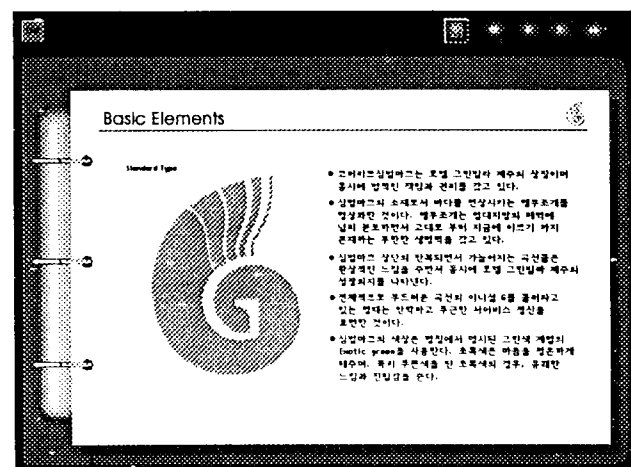 Basic Elements
Standard Type
심벌마크는 호텔 그린빌라 제주의 상징이며
동시에 법적인 책임과 권리를 갖고 있다.
심벌마크의 소재로서 바다를 연상시키는 앵무조개를
형상화한 것이다. 앵무조개는 열대지방의 해역에
널리 분포하면서 고대로 부터 지금에 이르기 까지
존재하는 무한한 생명력을 갖고 있다.
심벌마크 상단의 반복되면서 가늘어지는 곡선들은
환상적인 느낌을 주면서 동시에 호텔 그린빌라 제주의
성장의지를 나타낸다.
전체적으로 부드러운 곡선의 이니셜 G를 둘러싸고
있는 형태는 안락하고 푸근한 서비스 정신을
표현한 것이다.
심벌마크의 색상은 명칭에서 명시된 그린색 계열의
Exotic green을 사용한다. 초록색은 마음을 평온하게
해주며, 특히 푸른색을 띤 초록색의 경우, 유쾌한
느낌과 친밀감을 준다.